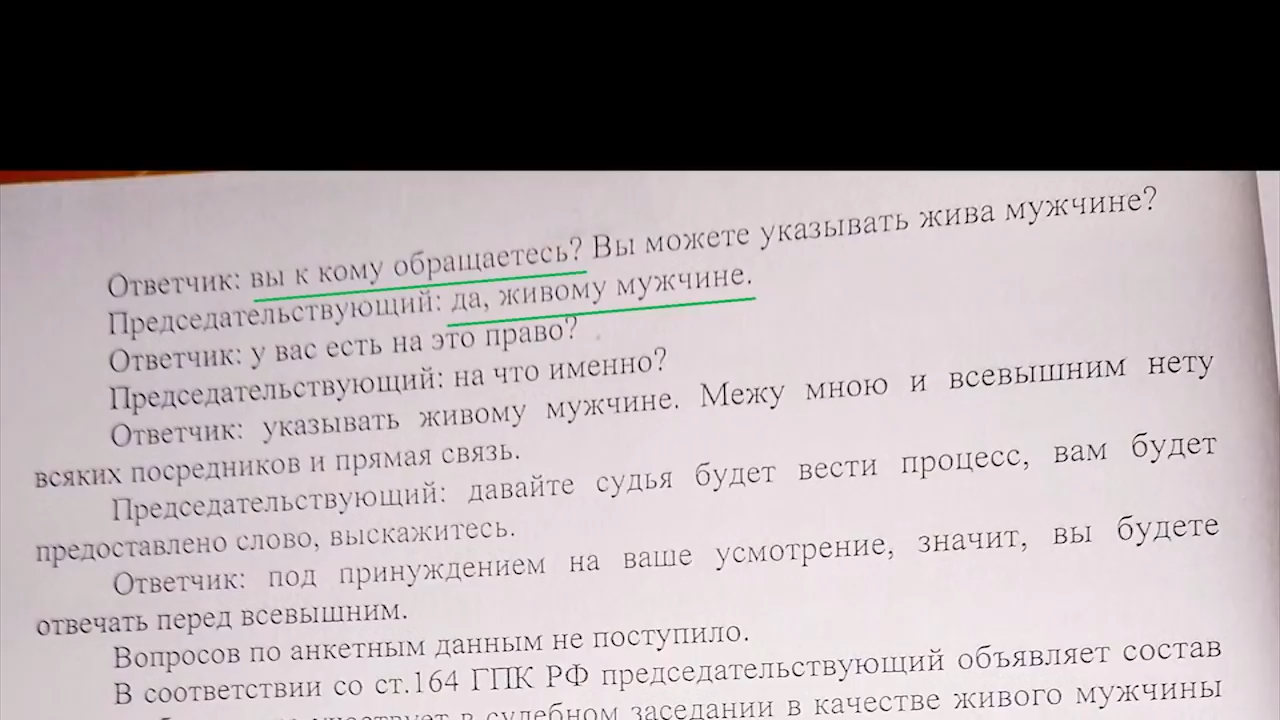 Ответчик: вы к кому обращаетесь? Вы можете указывать жива мужчине?
Председательствующий: да, живому мужчине.
Ответчик: у вас есть на это право?
Председательствующий: на что именно?
Ответчик: указывать живому мужчине. Межу мною и всевышним нету
всяких посредников и прямая связь.
Председательствующий: давайте судья будет вести процесс, вам будет
предоставлено слово, выскажитесь.
Ответчик: под принуждением на ваше усмотрение, значит, вы будете
отвечать перед всевышним.
Вопросов по анкетным данным не поступило.
В соответствии со ст.164 ГПК РФ председательствующий объявляет состав
участвует в судебном заседании в качестве живого мужчины